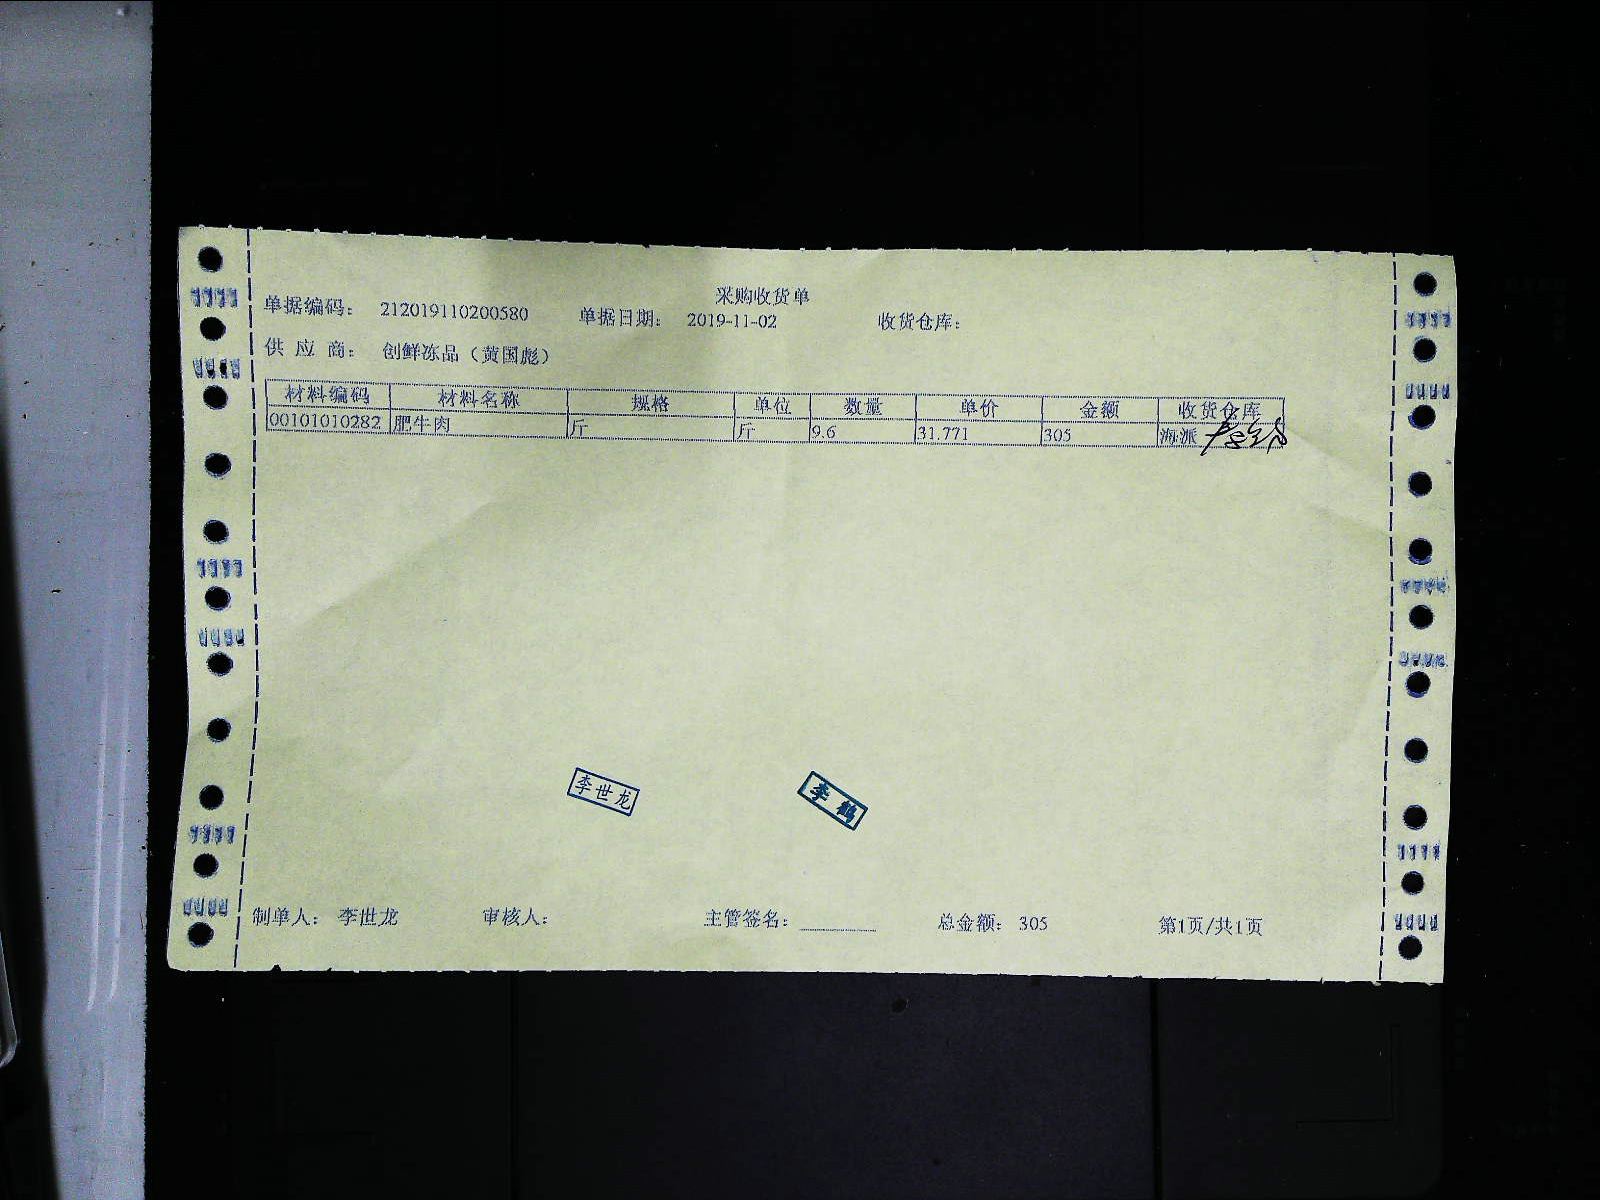 采购收货单
单据编码： 212019110200580 单据日期： 2019-11-02 收货仓库：
供 应 商： 创鲜冻品（黄国彪）
材料编码 材料名称 规格 单位 数量 单价 金额 收货仓库
00101010282 肥牛肉 斤 斤 9.6 31.771 305 海派
李世龙 李鹤
制单人： 李世龙 审核人： 主管签名： 总金额： 305 第1页/共1页